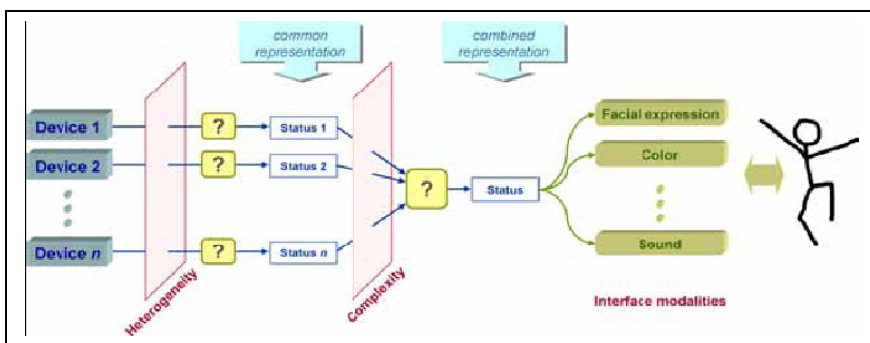 common
representation
combined
representation
Device 1
?
Status 1
Facial expression
Device 2
?
Status 2
?
Status
Color
Device n
?
Status n
Sound
Heterogeneity
Complexity
Interface modalities